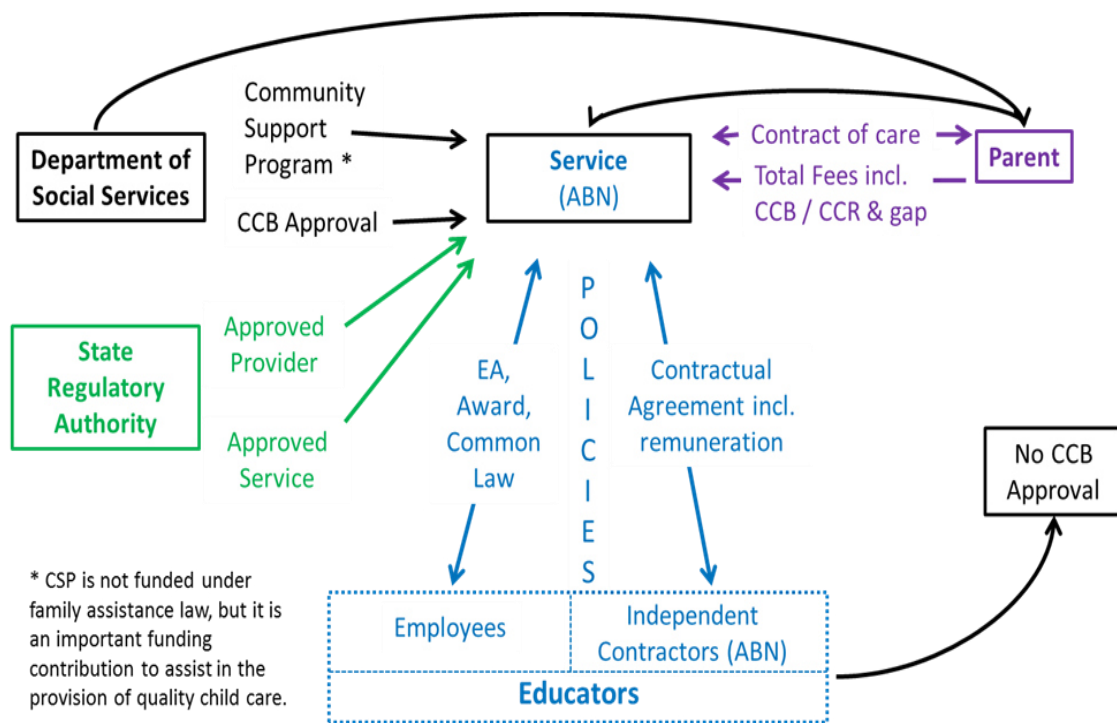 Community
Support
Program *
Department of
Social Services
CCB Approval
Service
(ABN)
Contract of care
Total Fees incl.
CCB / CCR & gap
Parent
State
Regulatory
Authority
Approved
Provider
Approved
Service
EA,
Award,
Common
Law
P
O
L
I
C
I
E
S
Contractual
Agreement incl.
remuneration
No CCB
Approval
* CSP is not funded under
family assistance law, but it is
an important funding
contribution to assist in the
provision of quality child care.
Employees
Independent
Contractors (ABN)
Educators